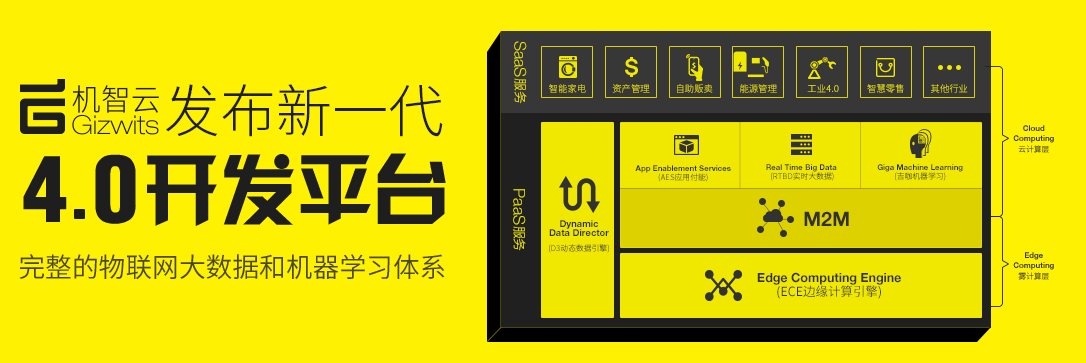 机智云
Gizwits
发布新一代
4.0开发平台
完整的物联网大数据和机器学习体系
SaaS服务
智能家电
资产管理
自助贩卖
能源管理
工业4.0
智慧零售
其他行业
PaaS服务
Dynamic
Data Director
(D3动态数据引擎)
App Enablement Services
(AES应用付能)
Real Time Big Data
(RTBD实时大数据)
Giga Machine Learning
(吉咖机器学习)
M2M
Edge Computing Engine
(ECE边缘计算引擎)
Cloud
Computing
云计算层
Edge
Computing
雾计算层